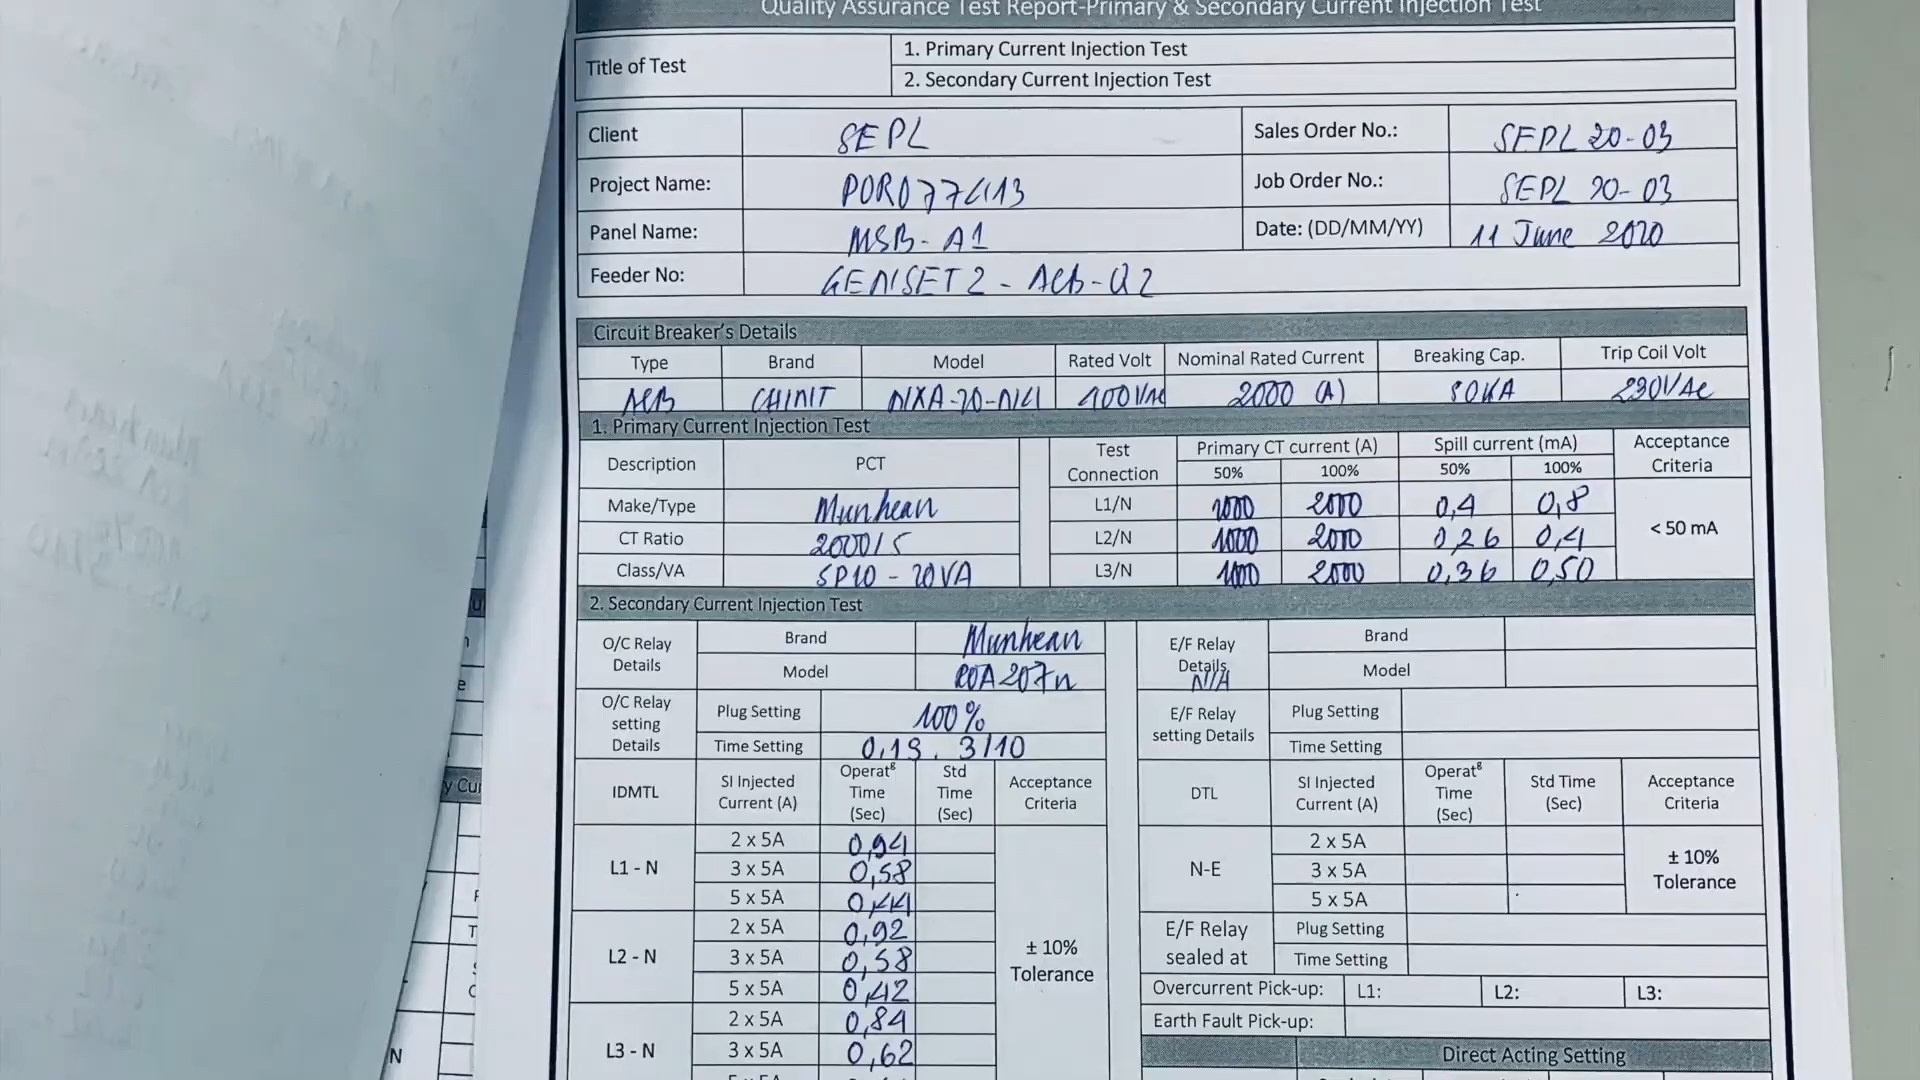 Quality Assurance Test Report-Primary & Secondary Current Injection Test
Title of Test
1. Primary Current Injection Test
2. Secondary Current Injection Test
Client SEPL Sales Order No.: SEPL 20-03
Project Name: Job Order No.: SEPL 20-03
Panel Name: MSB-A1 Date: (DD/MM/YY) 11 June 2020
Feeder No: GENSET 2 - ACB-Q2
Circuit Breaker's Details
Type Brand Model Rated Volt Nominal Rated Current Breaking Cap. Trip Coil Volt
ACB CHINT 2000 (A) 230VAC
1. Primary Current Injection Test
Description PCT Test Connection Primary CT current (A) Spill current (mA) Acceptance Criteria
50% 100% 50% 100%
Make/Type Munhean L1/N 1000 2000 0,4 0,8
CT Ratio 2000/5 L2/N 1000 2000 0,26 0,4 < 50 mA
Class/VA 5P10 - 20VA L3/N 1000 2000 0,36 0,50
2. Secondary Current Injection Test
O/C Relay Details Brand Munhean E/F Relay Details N/A Brand
Model Model
O/C Relay setting Details Plug Setting 100% E/F Relay setting Details Plug Setting
Time Setting 3/10 Time Setting
IDMTL SI Injected Current (A) Operatg Time (Sec) Std Time (Sec) Acceptance Criteria DTL SI Injected Current (A) Operatg Time (Sec) Std Time (Sec) Acceptance Criteria
L1 - N 2 x 5A 0,94 N-E 2 x 5A ± 10% Tolerance
3 x 5A 0,58 3 x 5A
5 x 5A 0,44 5 x 5A
L2 - N 2 x 5A 0,92 ± 10% Tolerance E/F Relay sealed at Plug Setting
3 x 5A 0,58 Time Setting
5 x 5A 0,42 Overcurrent Pick-up: L1: L2: L3:
L3 - N 2 x 5A 0,84 Earth Fault Pick-up:
3 x 5A 0,62 Direct Acting Setting